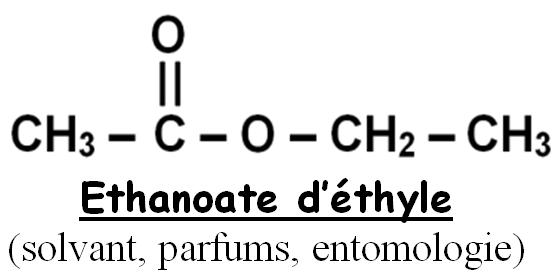 O
CH₃ – C – O – CH₂ – CH₃
Ethanoate d'éthyle
(solvant, parfums, entomologie)